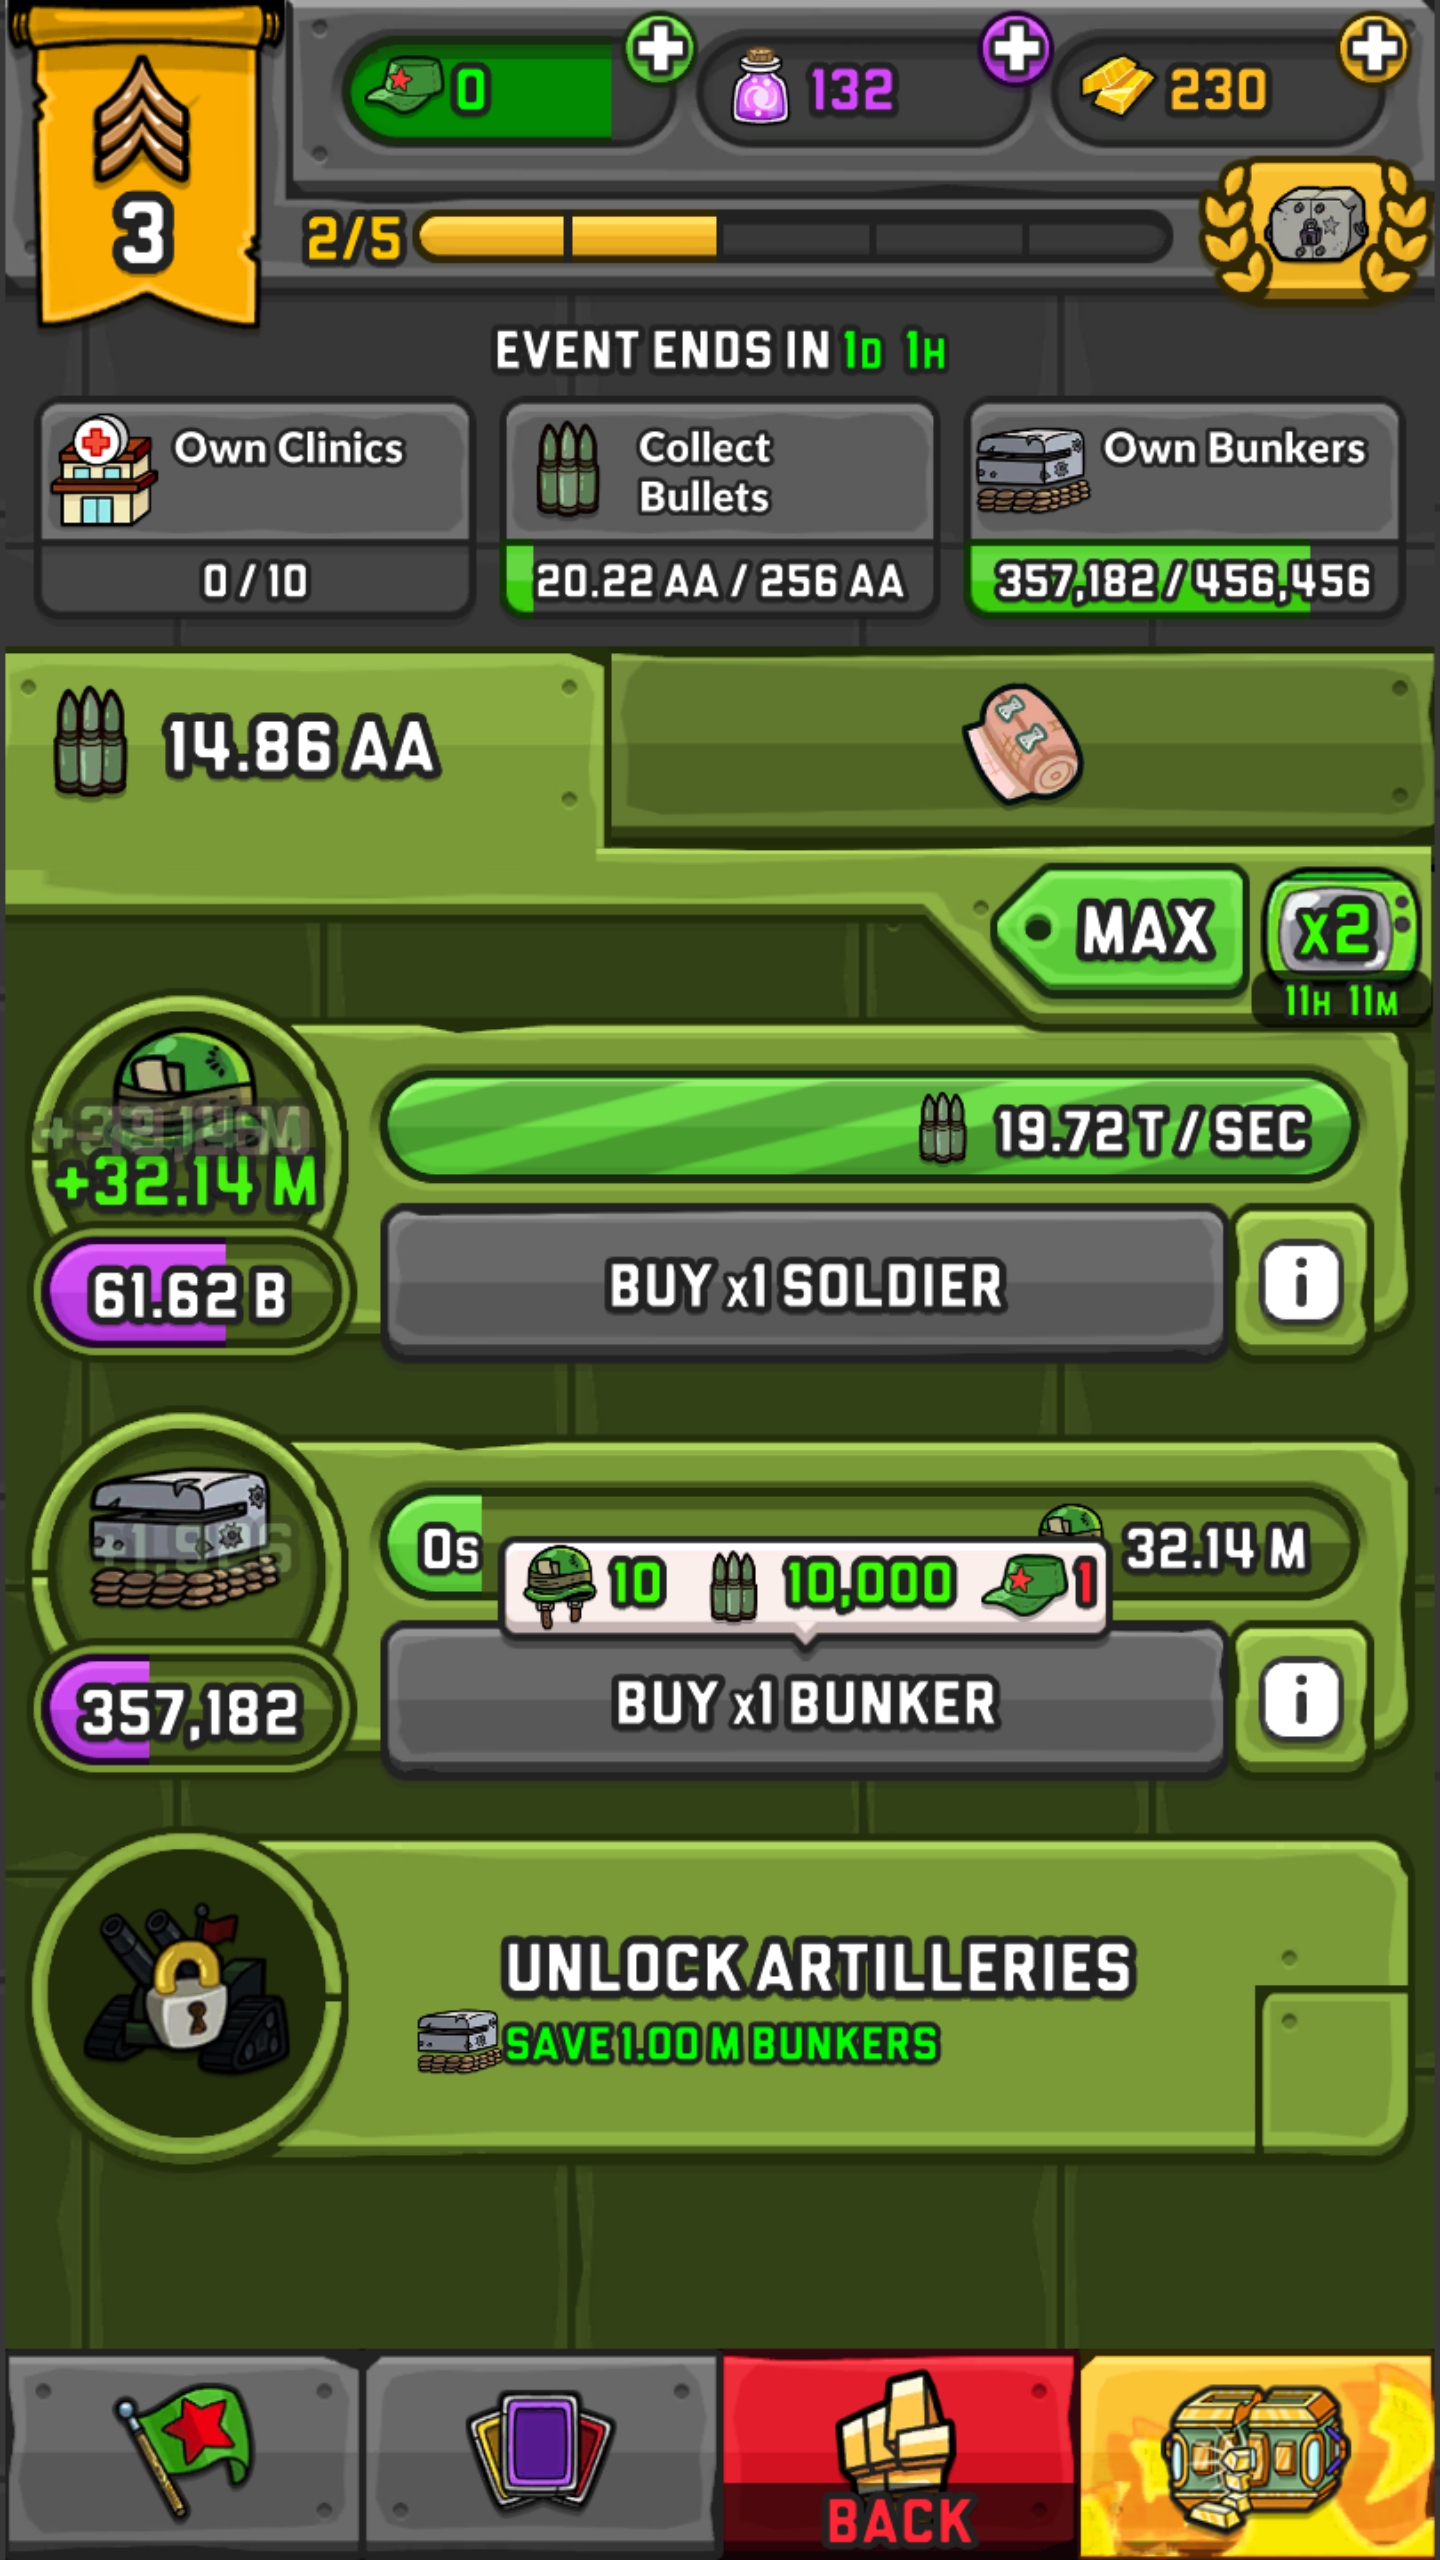 0
132
230
3
2/5
EVENT ENDS IN 1D 1H
Own Clinics
0 / 10
Collect
Bullets
20.22 AA / 256 AA
Own Bunkers
357,182 / 456,456
14.86 AA
MAX
x2
11H 11M
+32.14 M
+32.14 M
19.72 T / SEC
61.62 B
BUY x1 SOLDIER
i
0s
32.14 M
10 10,000 1
357,182
BUY x1 BUNKER
i
UNLOCK ARTILLERIES
SAVE 1.00 M BUNKERS
BACK